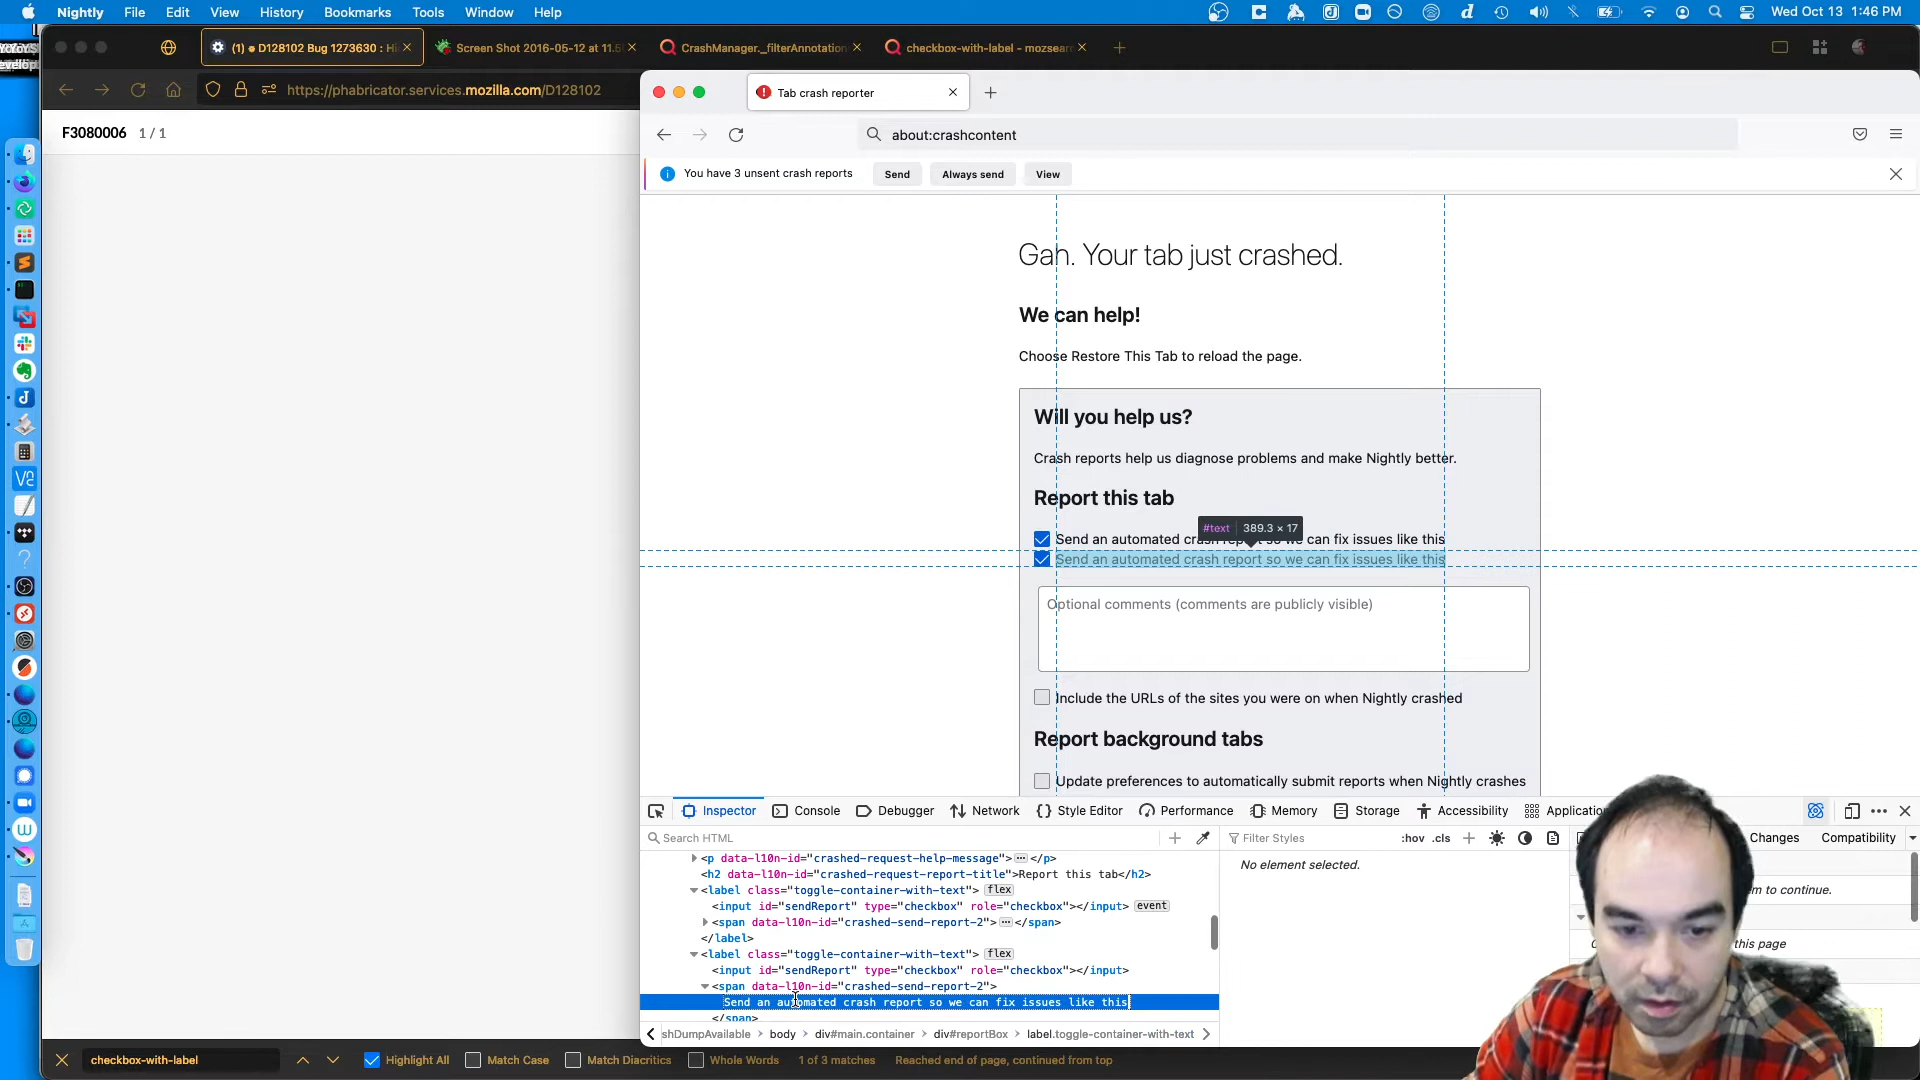 Nightly File Edit View History Bookmarks Tools Window Help
Wed Oct 13 1:46 PM
(1) ● D128102 Bug 1273630 : Hi
Screen Shot 2016-05-12 at 11.5
CrashManager._filterAnnotation
checkbox-with-label - mozsear
https://phabricator.services.mozilla.com/D128102
F3080006 1 / 1
Tab crash reporter
about:crashcontent
You have 3 unsent crash reports Send Always send View
Gah. Your tab just crashed.
We can help!
Choose Restore This Tab to reload the page.
Will you help us?
Crash reports help us diagnose problems and make Nightly better.
Report this tab
#text 389.3 × 17
Send an automated crash report so we can fix issues like this
Send an automated crash report so we can fix issues like this
Optional comments (comments are publicly visible)
Include the URLs of the sites you were on when Nightly crashed
Report background tabs
Update preferences to automatically submit reports when Nightly crashes
Inspector Console Debugger Network Style Editor Performance Memory Storage Accessibility Application
Search HTML
Filter Styles :hov .cls
Changes Compatibility
<p data-l10n-id="crashed-request-help-message"></p>
<h2 data-l10n-id="crashed-request-report-title">Report this tab</h2>
<label class="toggle-container-with-text"> flex
<input id="sendReport" type="checkbox" role="checkbox"></input> event
<span data-l10n-id="crashed-send-report-2"></span>
</label>
<label class="toggle-container-with-text"> flex
<input id="sendReport" type="checkbox" role="checkbox"></input>
<span data-l10n-id="crashed-send-report-2">
Send an automated crash report so we can fix issues like this
</span>
No element selected.
to continue.
this page
shDumpAvailable > body > div#main.container > div#reportBox > label.toggle-container-with-text
checkbox-with-label
Highlight All Match Case Match Diacritics Whole Words 1 of 3 matches Reached end of page, continued from top